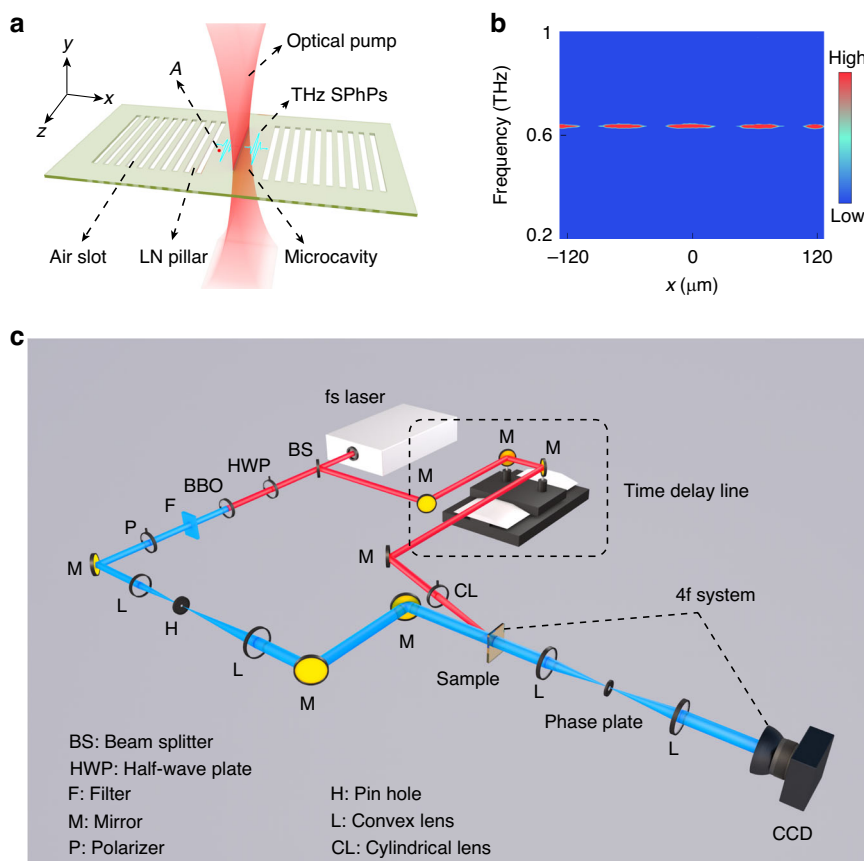 a
y
x
z
A
Optical pump
THz SPhPs
Air slot
LN pillar
Microcavity
b
Frequency (THz)
1
0.6
0.2
–120
0
120
x (μm)
High
Low
c
fs laser
BS
HWP
BBO
F
P
M
L
H
L
M
M
M
M
M
M
Time delay line
CL
Sample
4f system
L
Phase plate
L
CCD
BS: Beam splitter
HWP: Half-wave plate
F: Filter
M: Mirror
P: Polarizer
H: Pin hole
L: Convex lens
CL: Cylindrical lens